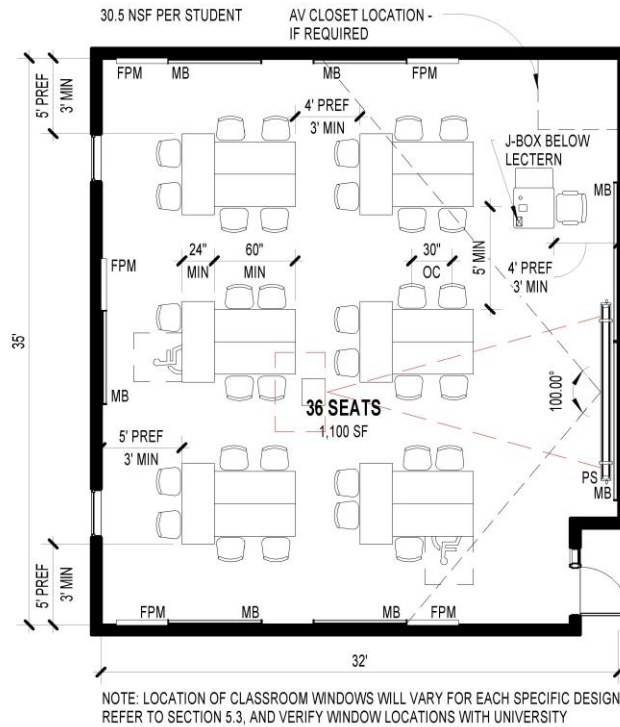 30.5 NSF PER STUDENT
AV CLOSET LOCATION -
IF REQUIRED
FPM
MB
MB
FPM
5' PREF
3' MIN
4' PREF
3' MIN
J-BOX BELOW
LECTERN
MB
24"
MIN
60"
MIN
30"
OC
5' MIN
4' PREF
3' MIN
FPM
35'
MB
36 SEATS
1,100 SF
100.00°
5' PREF
3' MIN
PS
MB
5' PREF
3' MIN
FPM
MB
MB
FPM
32'
NOTE: LOCATION OF CLASSROOM WINDOWS WILL VARY FOR EACH SPECIFIC DESIGN
REFER TO SECTION 5.3, AND VERIFY WINDOW LOCATIONS WITH UNIVERSITY